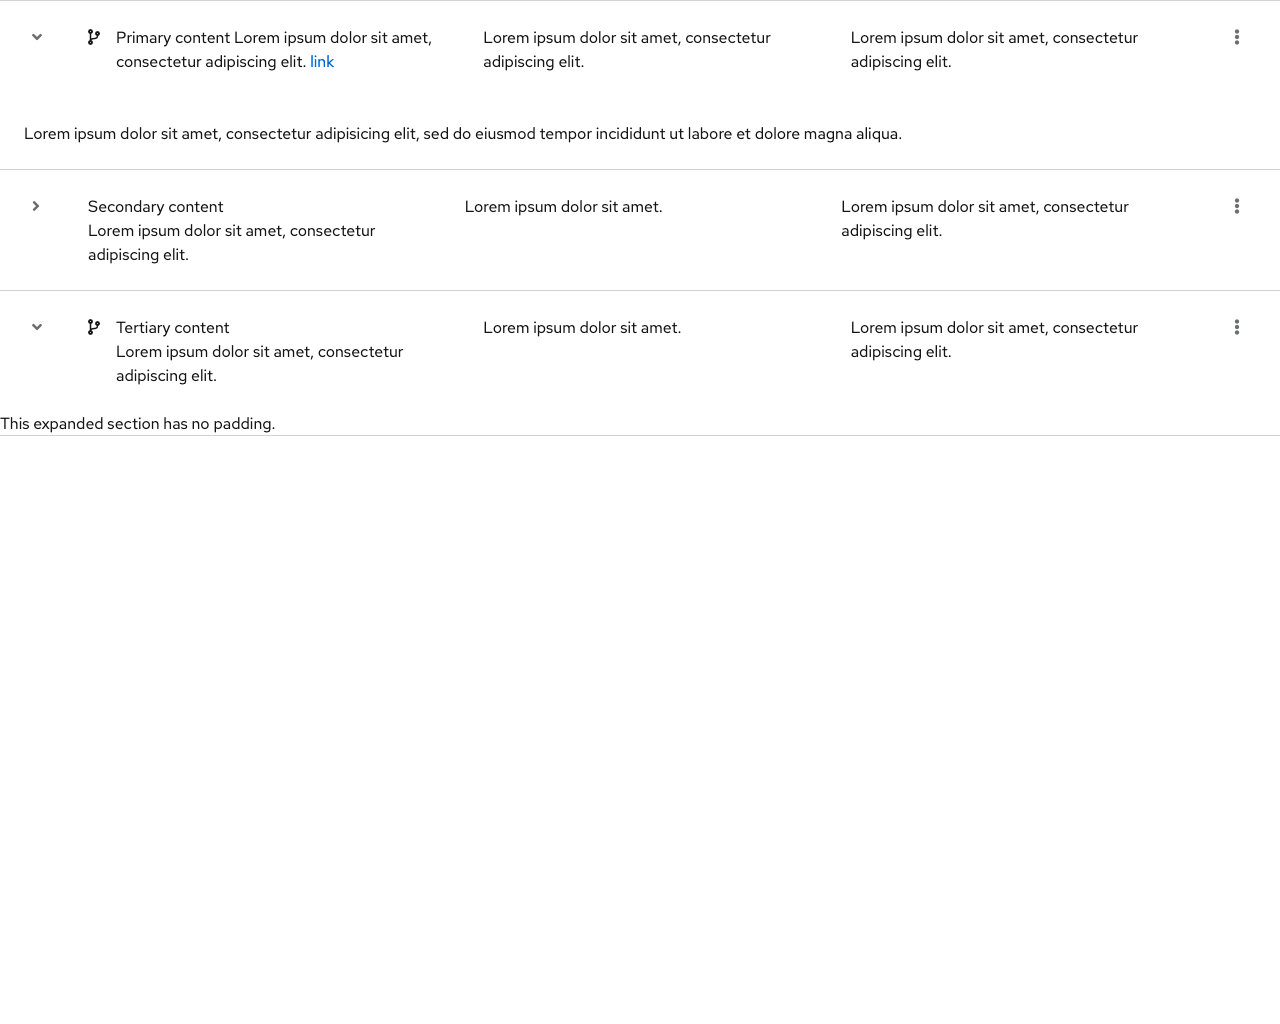 Primary content Lorem ipsum dolor sit amet,
consectetur adipiscing elit. link
Lorem ipsum dolor sit amet, consectetur
adipiscing elit.
Lorem ipsum dolor sit amet, consectetur
adipiscing elit.
Lorem ipsum dolor sit amet, consectetur adipisicing elit, sed do eiusmod tempor incididunt ut labore et dolore magna aliqua.
Secondary content
Lorem ipsum dolor sit amet, consectetur
adipiscing elit.
Lorem ipsum dolor sit amet.
Lorem ipsum dolor sit amet, consectetur
adipiscing elit.
Tertiary content
Lorem ipsum dolor sit amet, consectetur
adipiscing elit.
Lorem ipsum dolor sit amet.
Lorem ipsum dolor sit amet, consectetur
adipiscing elit.
This expanded section has no padding.